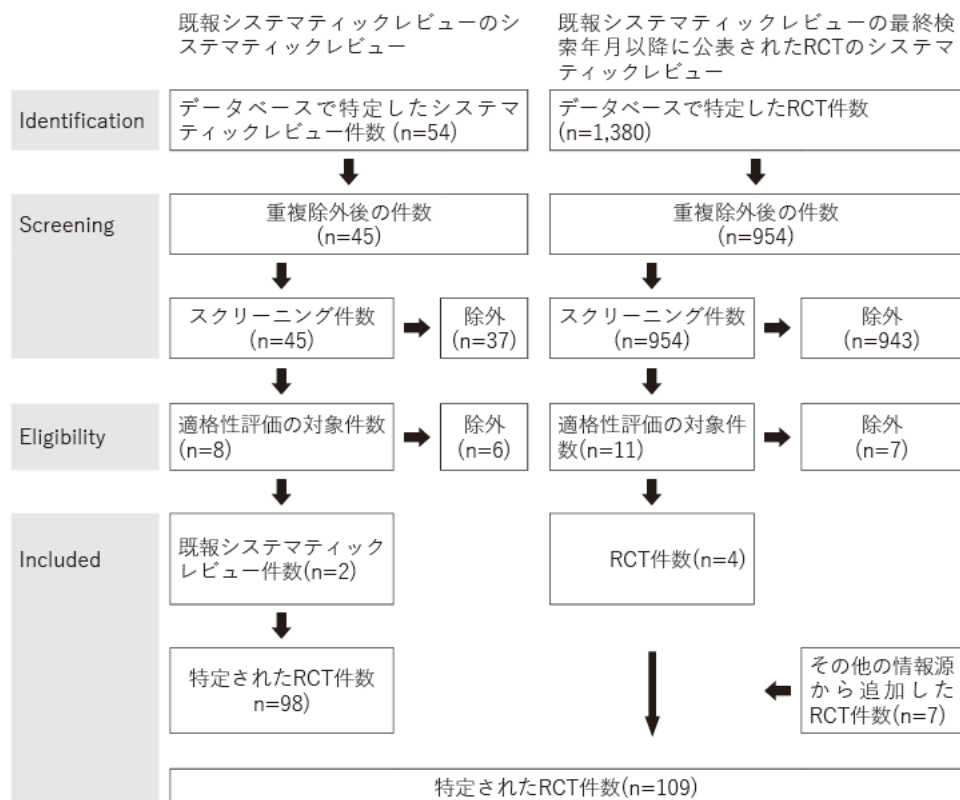 既報システマティックレビューのシ
ステマティックレビュー
既報システマティックレビューの最終検
索年月以降に公表されたRCTのシステマ
ティックレビュー
Identification
データベースで特定したシステマ
ティックレビュー件数 (n=54)
データベースで特定したRCT件数
(n=1,380)
Screening
重複除外後の件数
(n=45)
重複除外後の件数
(n=954)
スクリーニング件数
(n=45)
除外
(n=37)
スクリーニング件数
(n=954)
除外
(n=943)
Eligibility
適格性評価の対象件数
(n=8)
除外
(n=6)
適格性評価の対象件
数(n=11)
除外
(n=7)
Included
既報システマティック
レビュー件数(n=2)
RCT件数(n=4)
特定されたRCT件数
n=98)
その他の情報源
から追加した
RCT件数(n=7)
特定されたRCT件数(n=109)